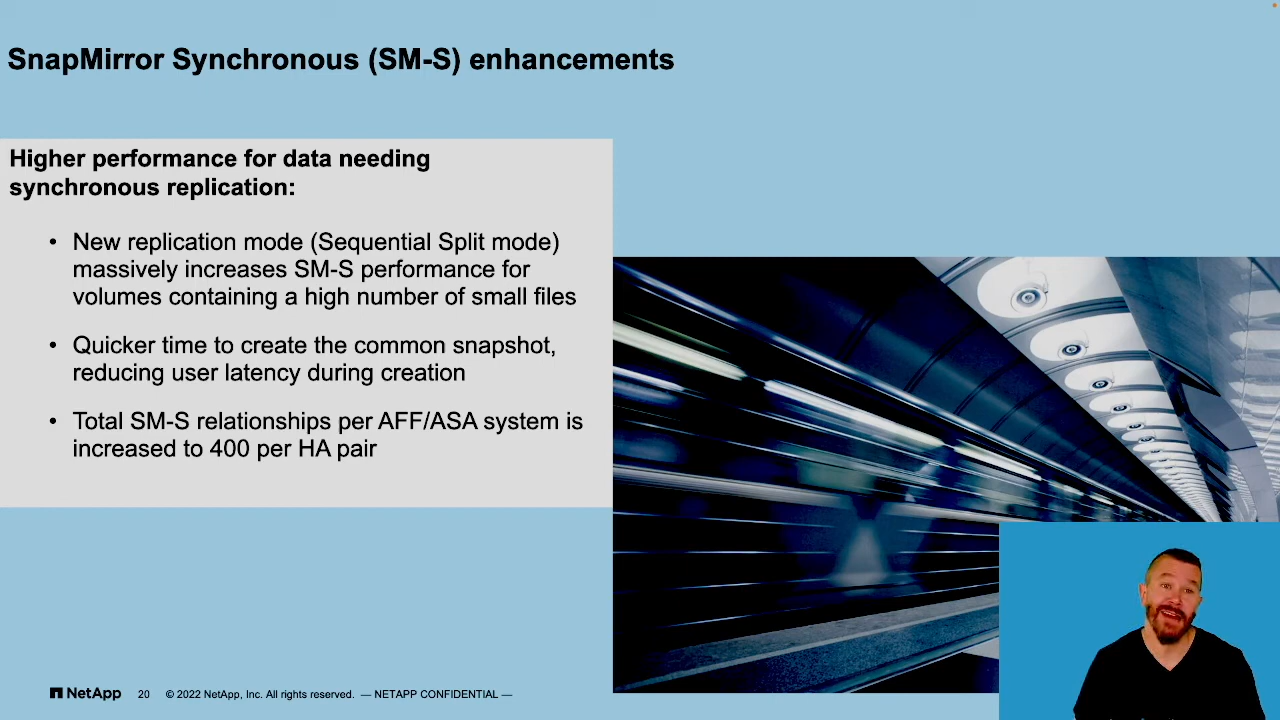 SnapMirror Synchronous (SM-S) enhancements
Higher performance for data needing
synchronous replication:
• New replication mode (Sequential Split mode)
massively increases SM-S performance for
volumes containing a high number of small files
• Quicker time to create the common snapshot,
reducing user latency during creation
• Total SM-S relationships per AFF/ASA system is
increased to 400 per HA pair
NetApp 20 © 2022 NetApp, Inc. All rights reserved. — NETAPP CONFIDENTIAL —